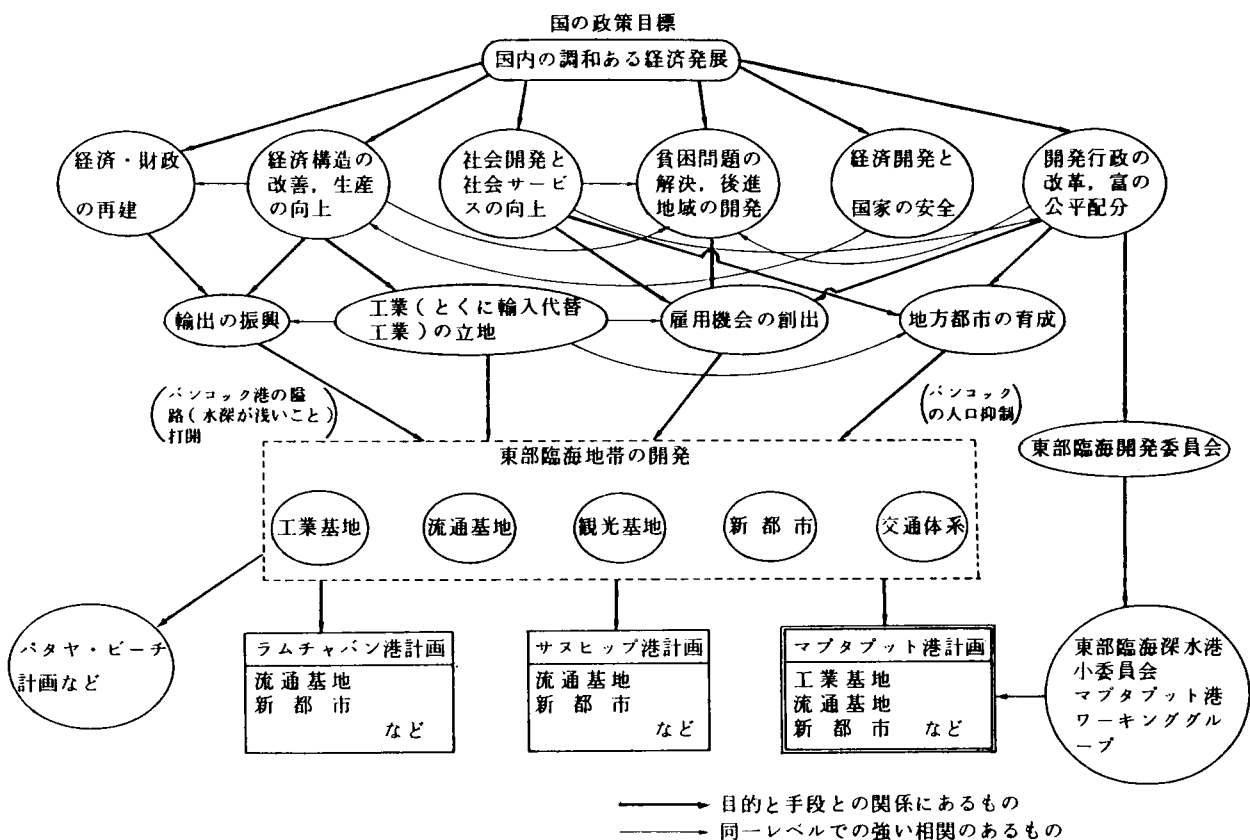 国の政策目標
国内の調和ある経済発展
経済・財政
の再建
経済構造の
改善，生産
の向上
社会開発と
社会サービ
スの向上
貧困問題の
解決，後進
地域の開発
経済開発と
国家の安全
開発行政の
改革，富の
公平配分
輸出の振興
工業（とくに輸入代替
工業）の立地
雇用機会の創出
地方都市の育成
（バンコック港の隘
路（水深が浅いこと）
打開）
（バンコック
の人口抑制）
東部臨海開発委員会
東部臨海地帯の開発
工業基地
流通基地
観光基地
新都市
交通体系
パタヤ・ビーチ
計画など
ラムチャバン港計画
流通基地
新都市
など
サヌヒップ港計画
流通基地
新都市
など
マプタプット港計画
工業基地
流通基地
新都市 など
東部臨海深水港
小委員会
マプタプット港
ワーキンググル
ープ
目的と手段との関係にあるもの
同一レベルでの強い相関のあるもの